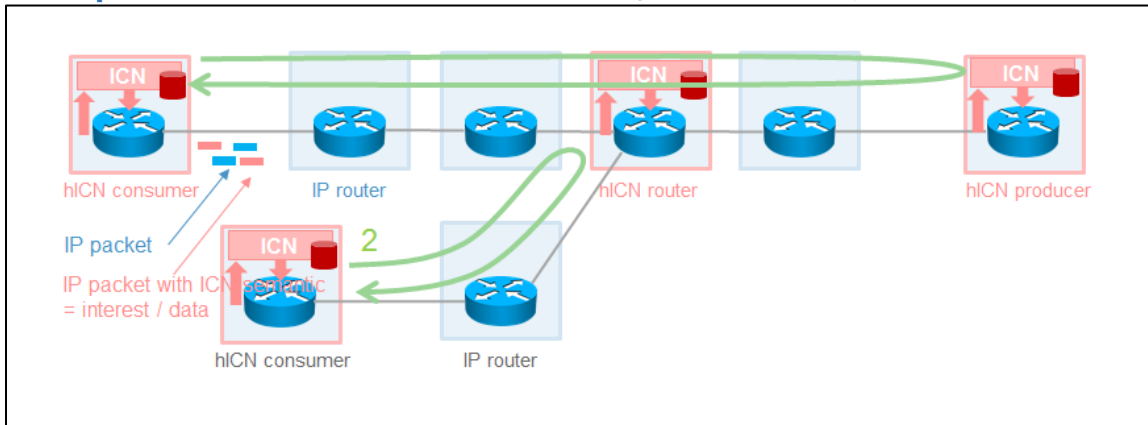 ICN
ICN
ICN
hICN consumer
IP router
hICN router
hICN producer
IP packet
ICN
2
IP packet with ICN semantic
= interest / data
hICN consumer
IP router